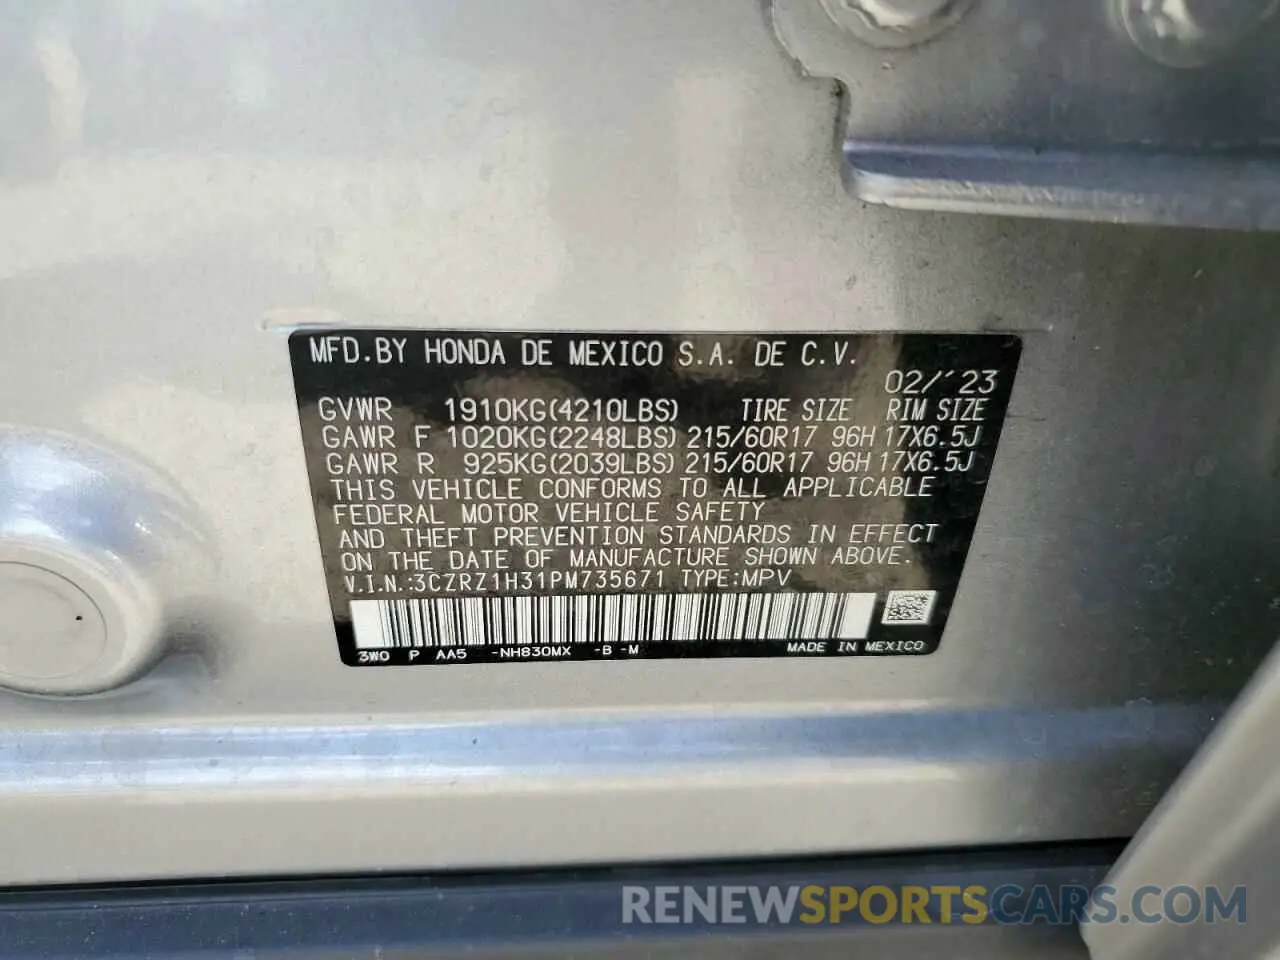 MFD.BY HONDA DE MEXICO S.A. DE C.V.
02/'23
GVWR 1910KG(4210LBS) TIRE SIZE RIM SIZE
GAWR F 1020KG(2248LBS) 215/60R17 96H 17X6.5J
GAWR R 925KG(2039LBS) 215/60R17 96H 17X6.5J
THIS VEHICLE CONFORMS TO ALL APPLICABLE
FEDERAL MOTOR VEHICLE SAFETY
AND THEFT PREVENTION STANDARDS IN EFFECT
ON THE DATE OF MANUFACTURE SHOWN ABOVE.
V.I.N.:3CZRZ1H31PM735671 TYPE:MPV
3W0 P AA5 -NH830MX -B -M MADE IN MEXICO
RENEWSPORTSCARS.COM